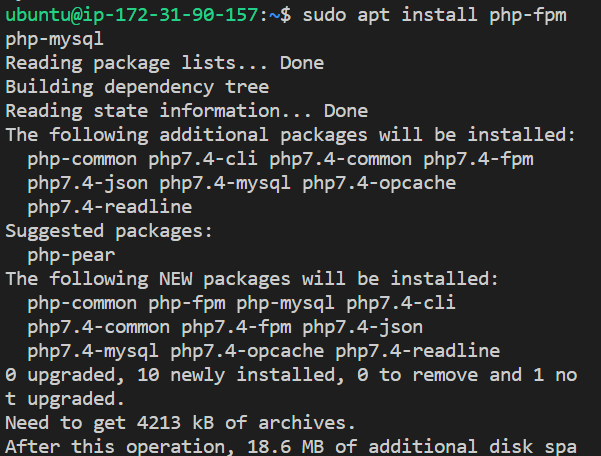 ubuntu@ip-172-31-90-157:~$ sudo apt install php-fpm
php-mysql
Reading package lists... Done
Building dependency tree
Reading state information... Done
The following additional packages will be installed:
  php-common php7.4-cli php7.4-common php7.4-fpm
  php7.4-json php7.4-mysql php7.4-opcache
  php7.4-readline
Suggested packages:
  php-pear
The following NEW packages will be installed:
  php-common php-fpm php-mysql php7.4-cli
  php7.4-common php7.4-fpm php7.4-json
  php7.4-mysql php7.4-opcache php7.4-readline
0 upgraded, 10 newly installed, 0 to remove and 1 no
t upgraded.
Need to get 4213 kB of archives.
After this operation, 18.6 MB of additional disk spa